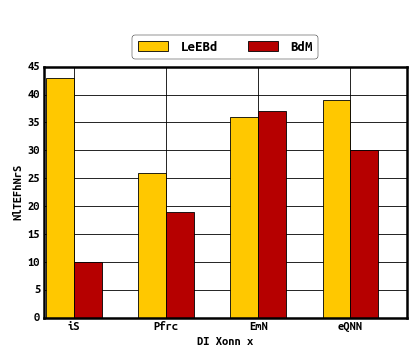 LeEBd BdM
45
40
35
30
25
20
15
10
5
0
NlTEFhNrS
iS Pfrc EmN eQNN
DI Xonn x